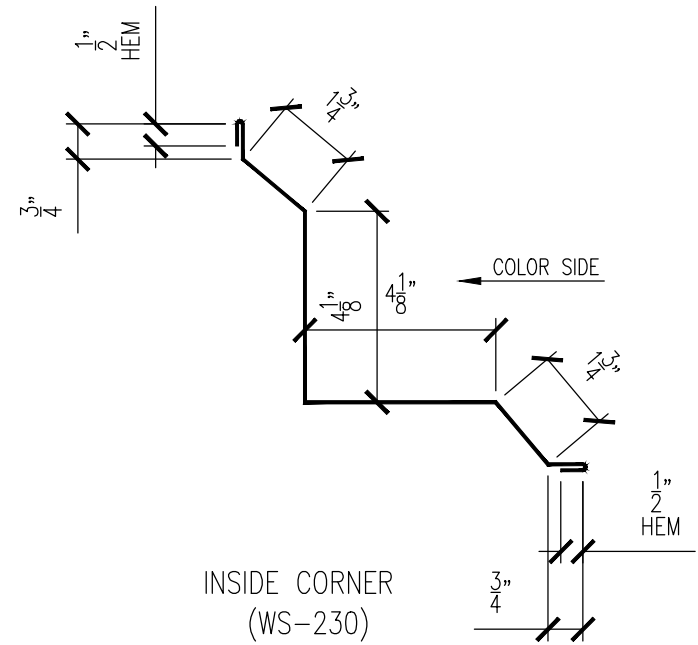 1/2"
HEM
1 3/4"
3/4"
COLOR SIDE
4 1/8"
4 1/8"
1 3/4"
1/2"
HEM
3/4"
INSIDE CORNER
(WS-230)